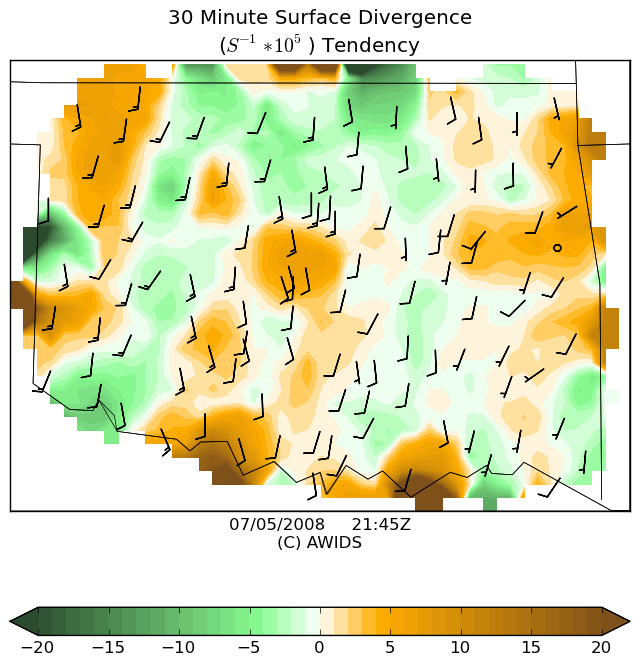 30 Minute Surface Divergence
(S⁻¹ * 10⁵ ) Tendency
07/05/2008 21:45Z
(C) AWIDS
−20 −15 −10 −5 0 5 10 15 20